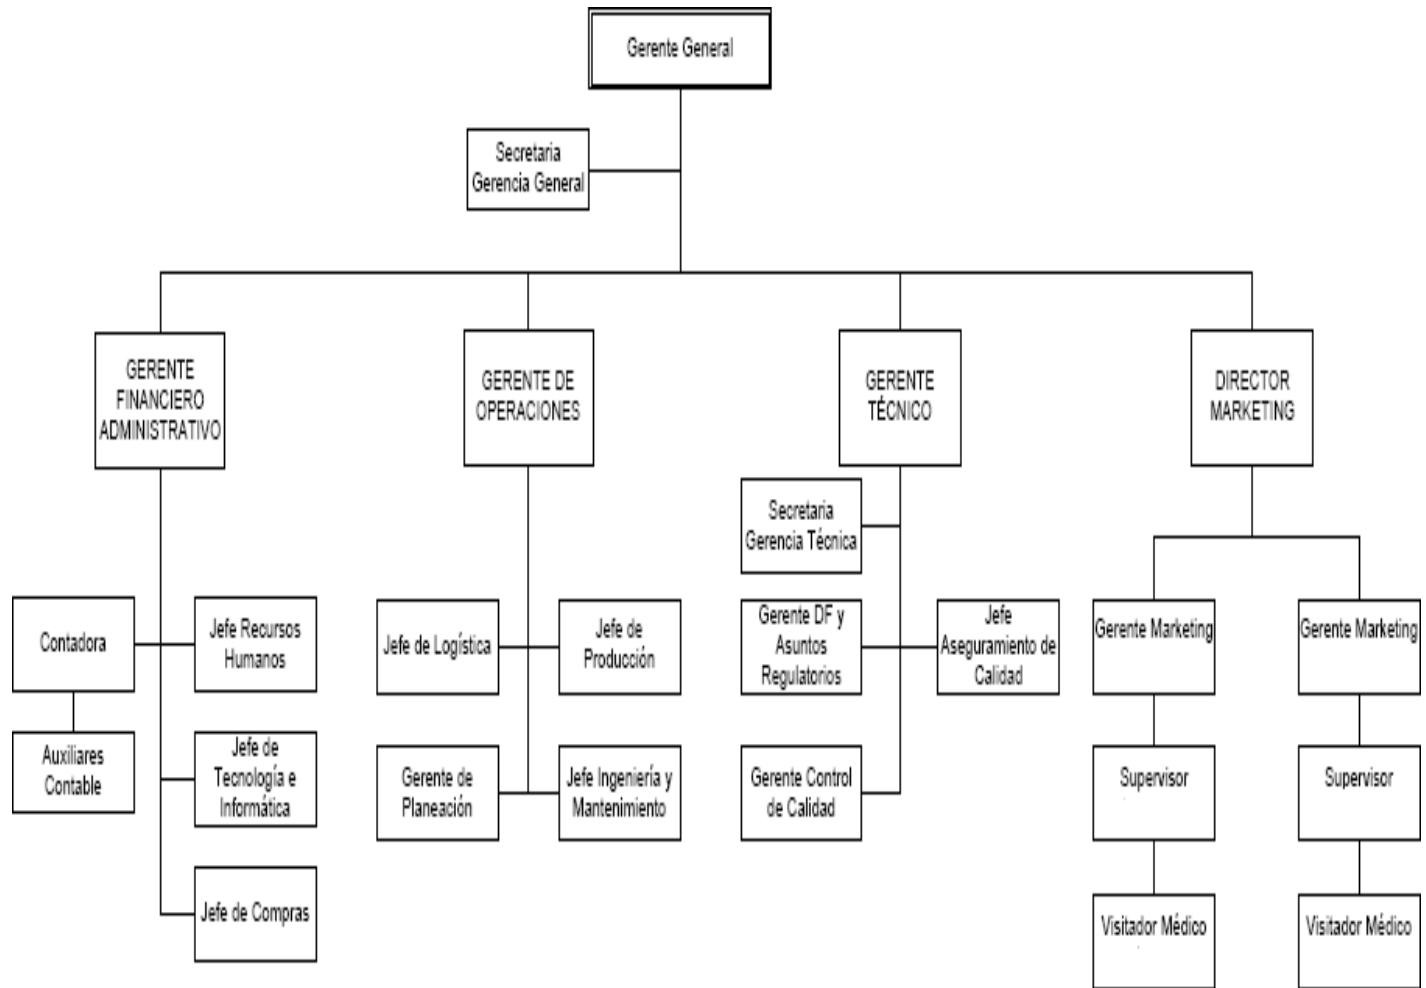 Gerente General
Secretaria
Gerencia General
GERENTE
FINANCIERO
ADMINISTRATIVO
GERENTE DE
OPERACIONES
GERENTE
TÉCNICO
DIRECTOR
MARKETING
Secretaria
Gerencia Técnica
Contadora
Jefe Recursos
Humanos
Jefe de Logística
Jefe de
Producción
Gerente DF y
Asuntos
Regulatorios
Jefe
Aseguramiento de
Calidad
Gerente Marketing
Gerente Marketing
Auxiliares
Contable
Jefe de
Tecnología e
Informática
Gerente de
Planeación
Jefe Ingeniería y
Mantenimiento
Gerente Control
de Calidad
Supervisor
Supervisor
Jefe de Compras
Visitador Médico
Visitador Médico